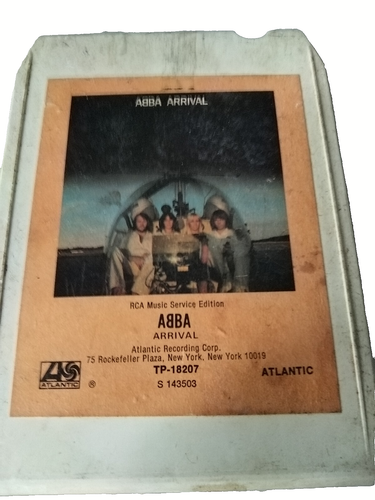 ABBA ARRIVAL
RCA Music Service Edition
ABBA
ARRIVAL
Atlantic Recording Corp.
75 Rockefeller Plaza, New York, New York 10019
TP-18207
ATLANTIC
ATLANTIC ®
S 143503